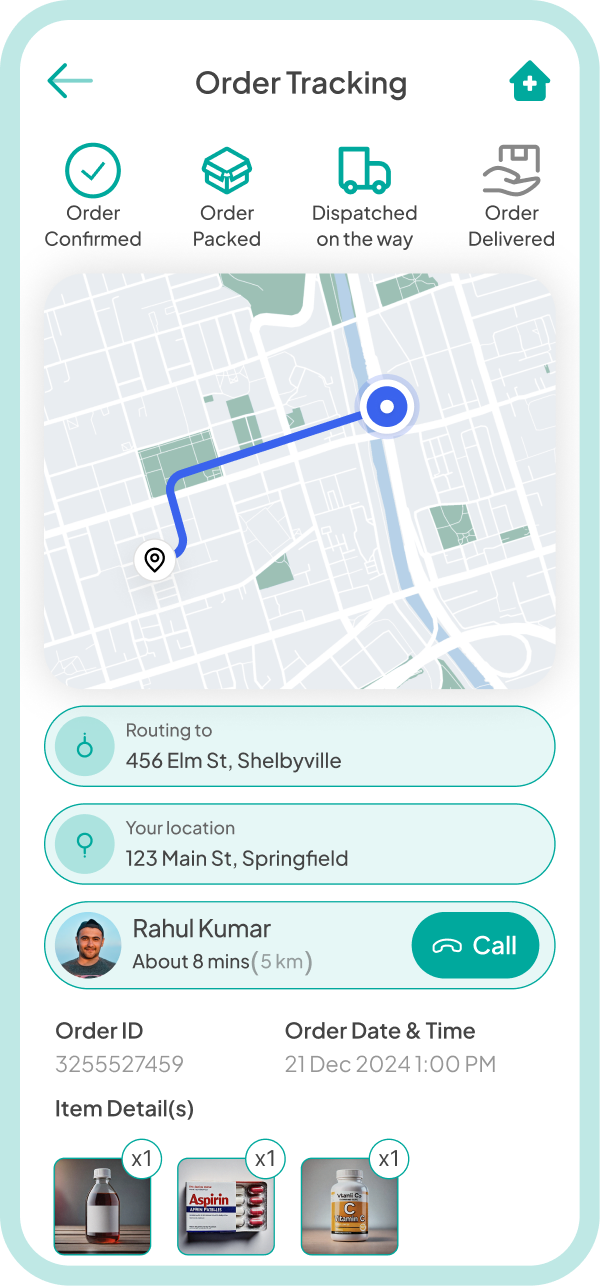 Order Tracking
Order
Confirmed
Order
Packed
Dispatched
on the way
Order
Delivered
Routing to
456 Elm St, Shelbyville
Your location
123 Main St, Springfield
Rahul Kumar
About 8 mins(5 km)
Call
Order ID
Order Date & Time
3255527459
21 Dec 2024 1:00 PM
Item Detail(s)
x1
x1
x1
Aspirin
C
Vitamin C